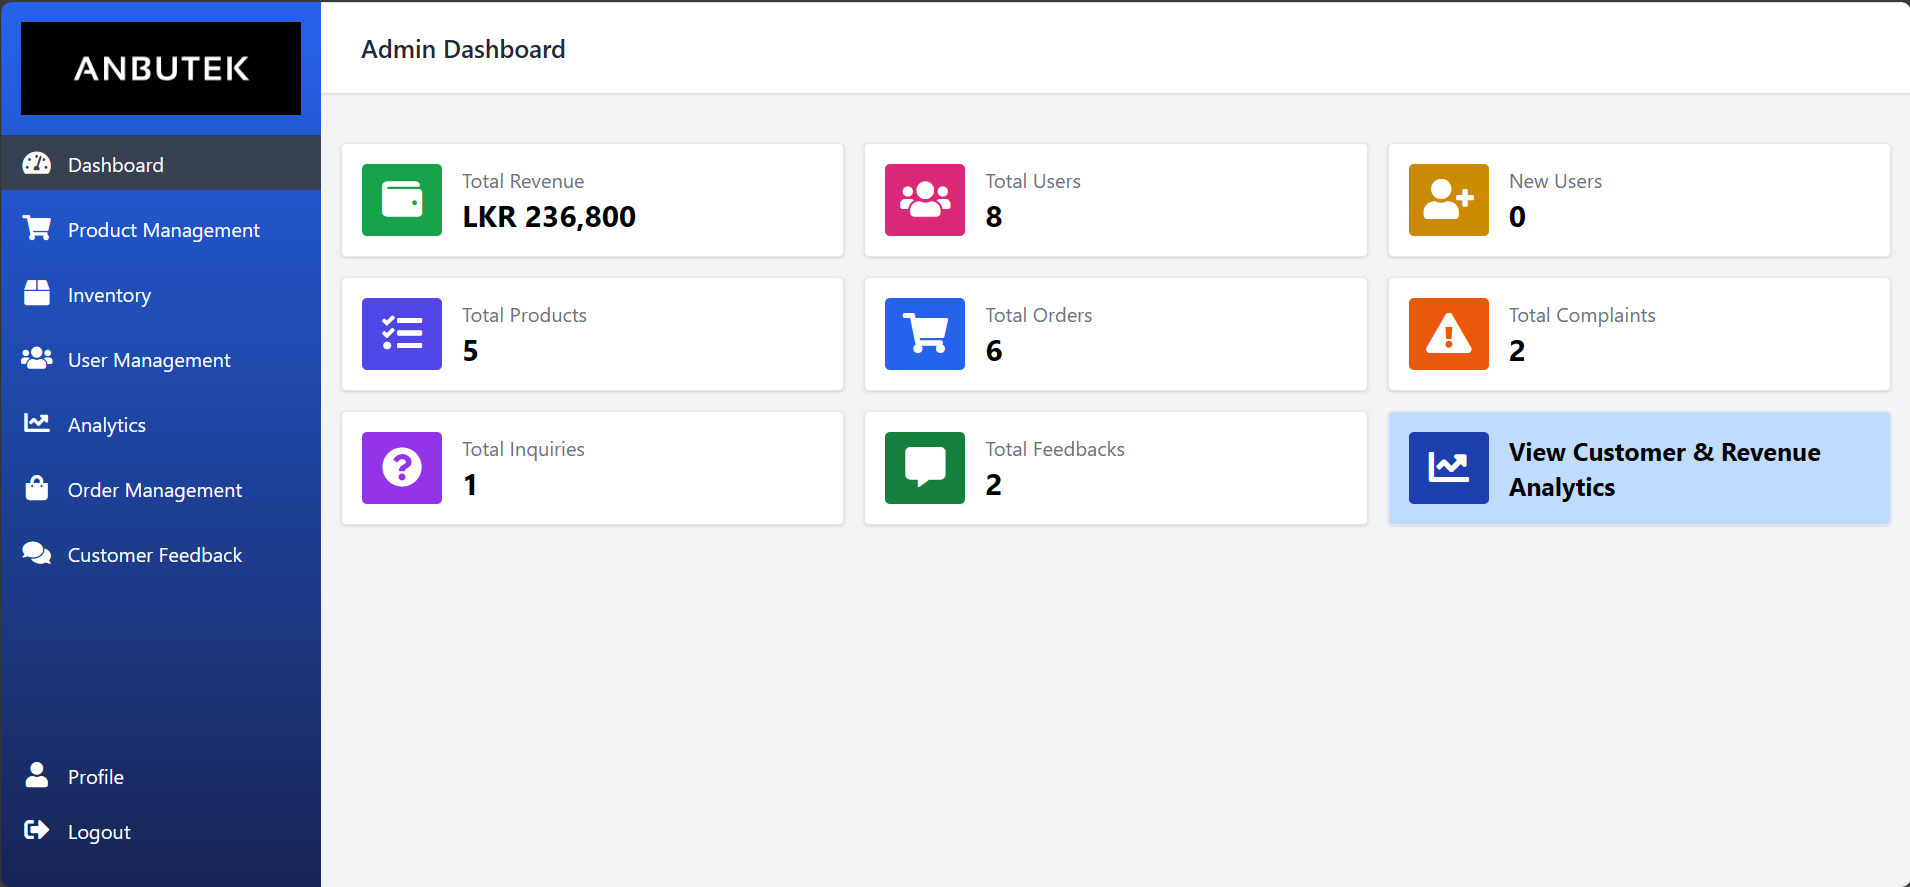 ANBUTEK
Dashboard
Product Management
Inventory
User Management
Analytics
Order Management
Customer Feedback
Profile
Logout
Admin Dashboard
Total Revenue
LKR 236,800
Total Users
8
New Users
0
Total Products
5
Total Orders
6
Total Complaints
2
Total Inquiries
1
Total Feedbacks
2
View Customer & Revenue
Analytics